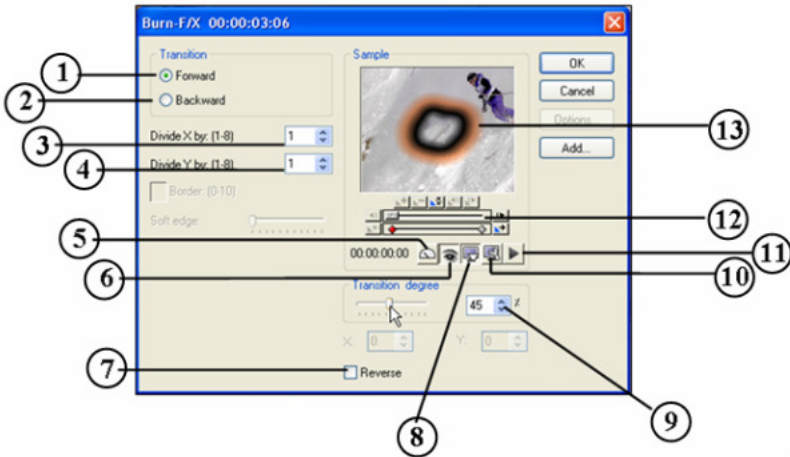 Burn-F/X 00:00:03:06
Transition
Forward
Backward
Divide X by: (1-8) 1
Divide Y by: (1-8) 1
Border: (0-10)
Soft edge:
Sample
OK
Cancel
Options...
Add...
00:00:00:00
Transition degree
45 %
X: 0 Y: 0
Reverse
1
2
3
4
5
6
7
8
9
10
11
12
13